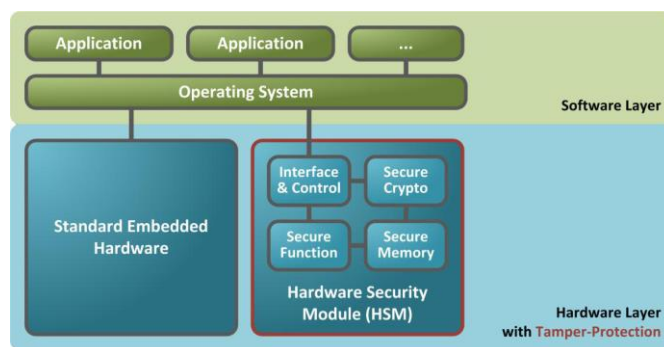 Application
Application
...
Operating System
Software Layer
Standard Embedded
Hardware
Interface
& Control
Secure
Crypto
Secure
Function
Secure
Memory
Hardware Security
Module (HSM)
Hardware Layer
with Tamper-Protection